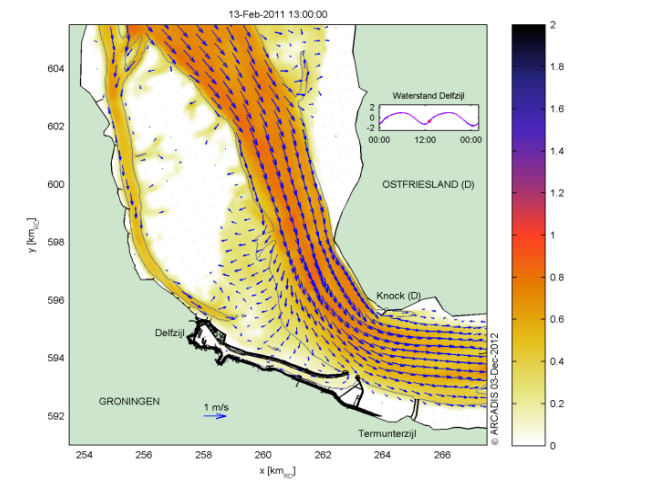 13-Feb-2011 13:00:00
2
604
1.8
Waterstand Delfzijl
2
0
-2
00:00 12:00 00:00
1.6
602
1.4
600
OSTFRIESLAND (D)
1.2
y [km_RD]
598
1
0.8
596
Knock (D)
0.6
Delfzijl
594
0.4
GRONINGEN
1 m/s
0.2
592
Termunterzijl
© ARCADIS 03-Dec-2012
0
254 256 258 260 262 264 266
x [km_RD]